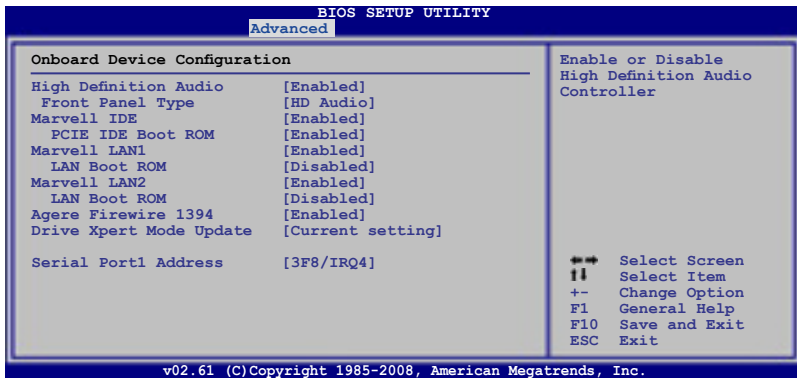 BIOS SETUP UTILITY
Advanced
Onboard Device Configuration
High Definition Audio [Enabled]
Front Panel Type [HD Audio]
Marvell IDE [Enabled]
PCIE IDE Boot ROM [Enabled]
Marvell LAN1 [Enabled]
LAN Boot ROM [Disabled]
Marvell LAN2 [Enabled]
LAN Boot ROM [Disabled]
Agere Firewire 1394 [Enabled]
Drive Xpert Mode Update [Current setting]
Serial Port1 Address [3F8/IRQ4]
Enable or Disable
High Definition Audio
Controller
←→ Select Screen
↑↓ Select Item
+- Change Option
F1 General Help
F10 Save and Exit
ESC Exit
v02.61 (C)Copyright 1985-2008, American Megatrends, Inc.